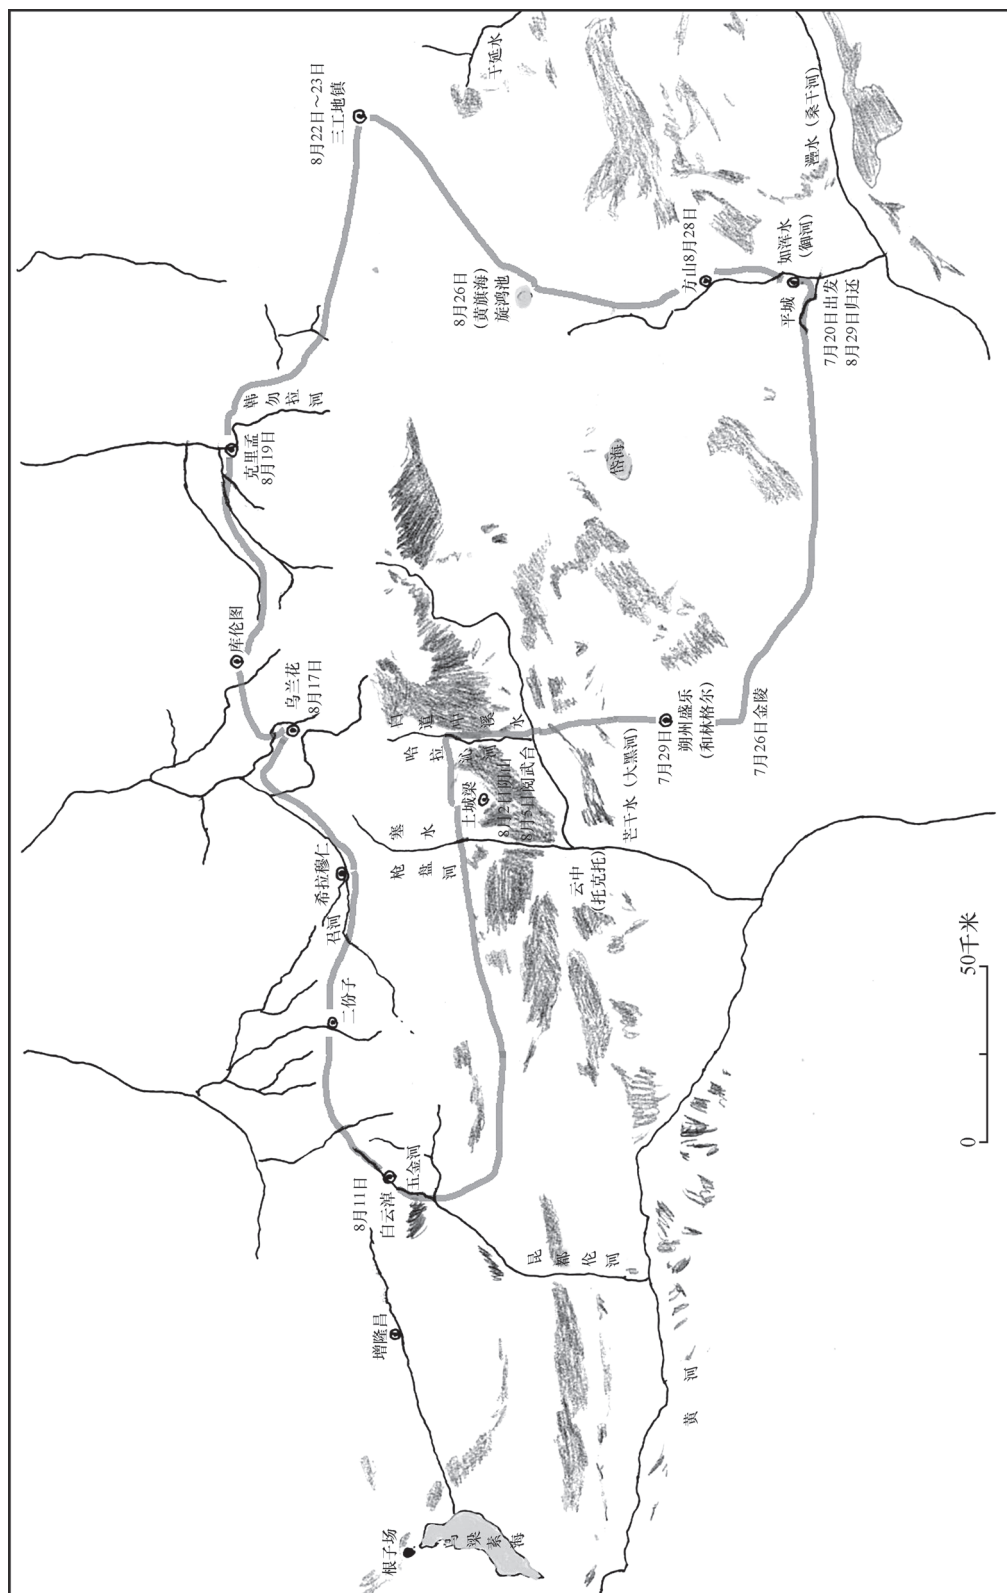 于延水
8月22日～23日
三工地镇
㶟水（桑干河）
方山8月28日
如浑水
（御河）
平城
7月20日出发
8月29日归还
8月26日
（黄旗海）
旋鸿池
韩勿拉河
克里孟
8月19日
岱海
库伦图
乌兰花
8月17日
白道中溪水
哈拉沁河
7月29日
朔州盛乐
（和林格尔）
7月26日金陵
土城梁
8月2日阴山
8月5日阅武台
芒干水（大黑河）
塞水
枪盘河
云中
（托克托）
希拉穆仁
召河
二份子
50千米
0
8月11日
白云淖
五金河
昆都伦河
增隆昌
黄河
根子场
乌梁素海